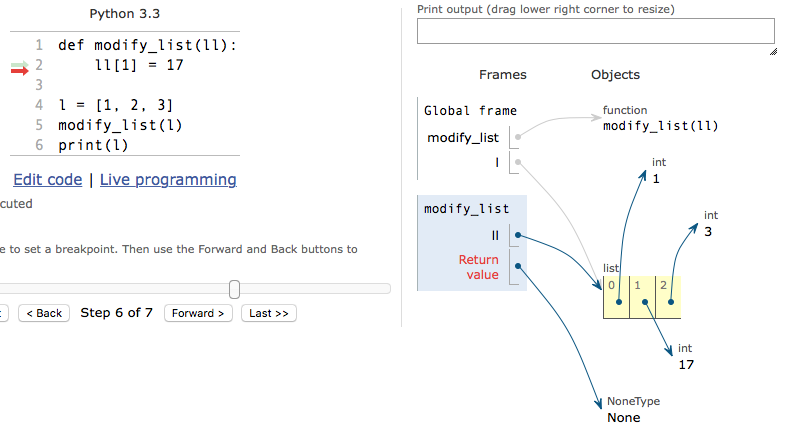 Python 3.3
1 def modify_list(ll):
2     ll[1] = 17
3
4 l = [1, 2, 3]
5 modify_list(l)
6 print(l)
Edit code | Live programming
cuted
e to set a breakpoint. Then use the Forward and Back buttons to
< Back Step 6 of 7 Forward > Last >>
Print output (drag lower right corner to resize)
Frames Objects
Global frame
modify_list
l
function
modify_list(ll)
modify_list
ll
Return
value
int
1
int
3
list
0 1 2
int
17
NoneType
None